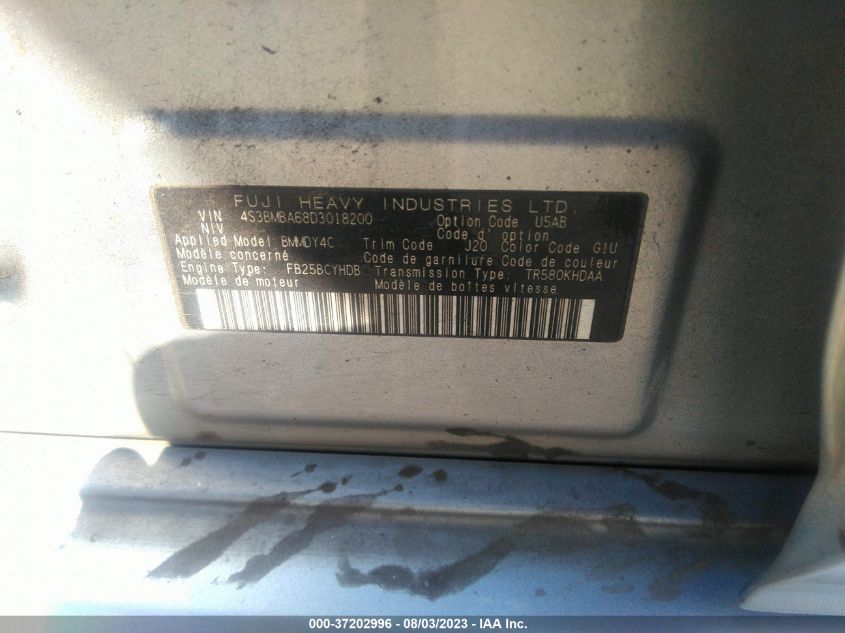 FUJI HEAVY INDUSTRIES LTD.
VIN 4S3BMBA68D3018200 Option Code U5AB
NIV Code d' option
Applied Model BMMDY4C Trim Code J20 Color Code G1U
Modèle concerné Code de garniture Code de couleur
Engine Type: FB25BCYHDB Transmission Type: TR580KHDAA
Modèle de moteur Modèle de boîtes vitesse
000-37202996 - 08/03/2023 - IAA Inc.